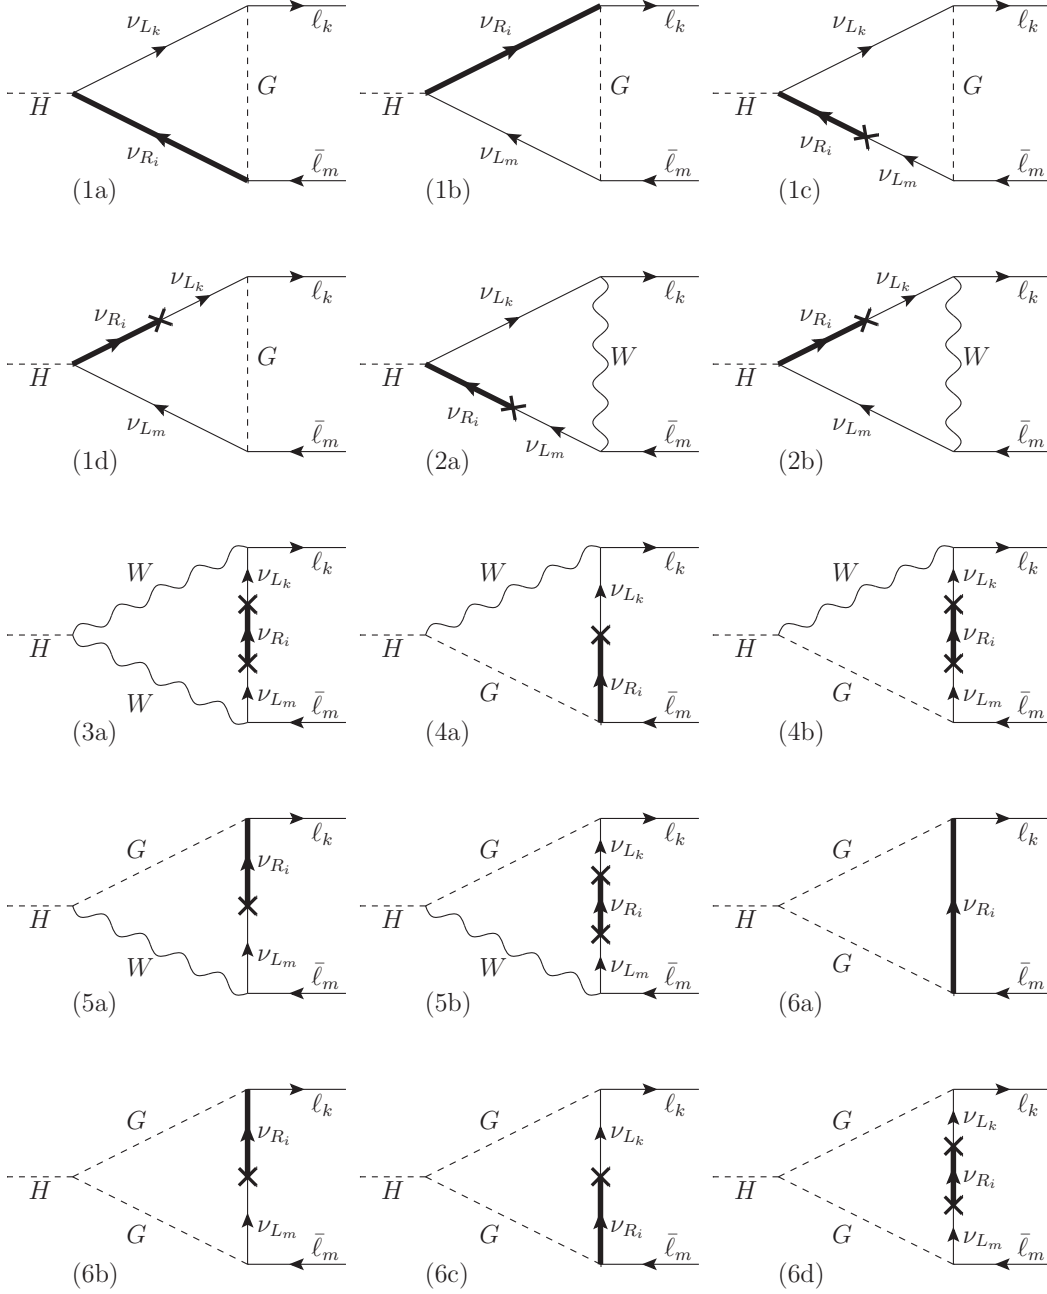 ν_{L_k} ℓ_k ν_{R_i} ℓ_k ν_{L_k} ℓ_k
H G H G H G
ν_{R_i} ℓ̄_m ν_{L_m} ℓ̄_m ν_{R_i} ν_{L_m} ℓ̄_m
(1a) (1b) (1c)
ν_{R_i} ν_{L_k} ℓ_k ν_{L_k} ℓ_k ν_{R_i} ν_{L_k} ℓ_k
H G H W H W
ν_{L_m} ℓ̄_m ν_{R_i} ν_{L_m} ℓ̄_m ν_{L_m} ℓ̄_m
(1d) (2a) (2b)
W ν_{L_k} ℓ_k W ν_{L_k} ℓ_k W ν_{L_k} ℓ_k
H ν_{R_i} H H ν_{R_i}
W ν_{L_m} ℓ̄_m G ν_{R_i} ℓ̄_m G ν_{L_m} ℓ̄_m
(3a) (4a) (4b)
G ν_{R_i} ℓ_k G ν_{L_k} ℓ_k G ℓ_k
H H ν_{R_i} H ν_{R_i}
W ν_{L_m} ℓ̄_m W ν_{L_m} ℓ̄_m G ℓ̄_m
(5a) (5b) (6a)
G ν_{R_i} ℓ_k G ν_{L_k} ℓ_k G ν_{L_k} ℓ_k
H H H ν_{R_i}
G ν_{L_m} ℓ̄_m G ν_{R_i} ℓ̄_m G ν_{L_m} ℓ̄_m
(6b) (6c) (6d)